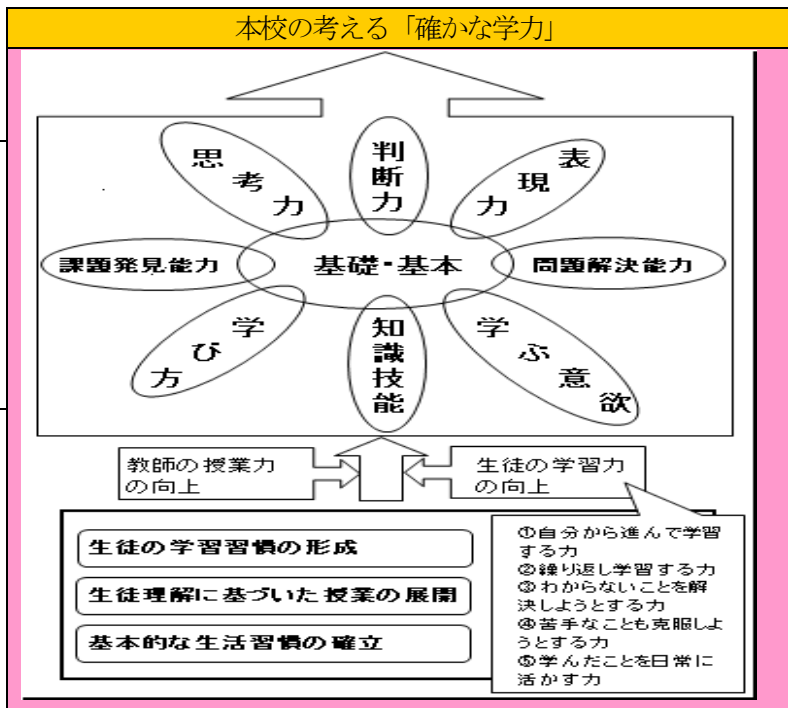 本校の考える「確かな学力」
思考力
判断力
表現力
課題発見能力
基礎・基本
問題解決能力
学び方
知識技能
学ぶ意欲
教師の授業力
の向上
生徒の学習力
の向上
生徒の学習習慣の形成
生徒理解に基づいた授業の展開
基本的な生活習慣の確立
①自分から進んで学習
する力
②繰り返し学習する力
③わからないことを解
決しようとする力
④苦手なことも克服しよ
うとする力
⑤学んだことを日常に
活かす力